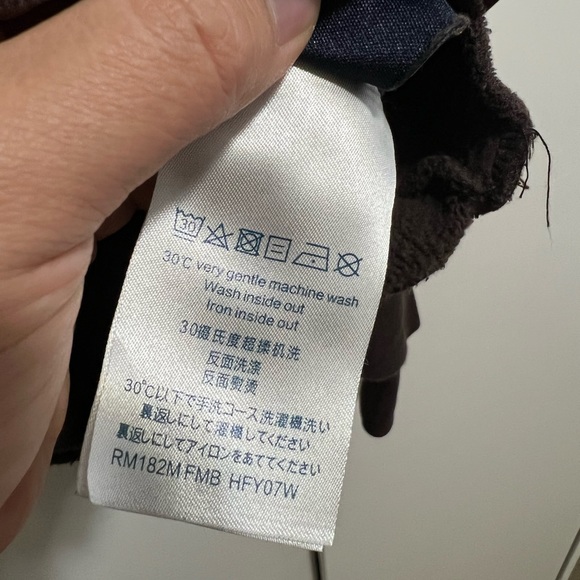 30
30°C very gentle machine wash
Wash inside out
Iron inside out
30摄氏度超揉机洗
反面洗涤
反面熨烫
30℃以下で手洗コース洗濯機洗い
裏返しにして濯機してください
裏返しにしてアイロンをあててください
RM182M FMB HFY07W